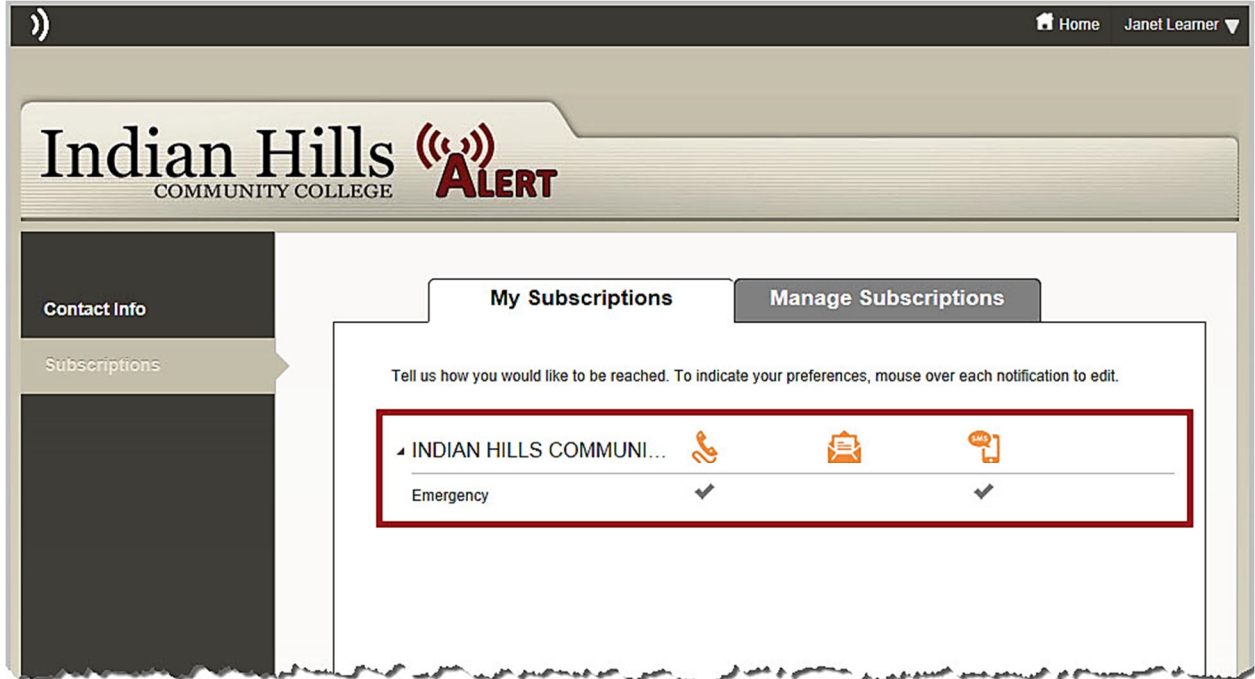 Home Janet Learner
Indian Hills
COMMUNITY COLLEGE
ALERT
Contact Info
Subscriptions
My Subscriptions Manage Subscriptions
Tell us how you would like to be reached. To indicate your preferences, mouse over each notification to edit.
INDIAN HILLS COMMUNI...
SMS
Emergency